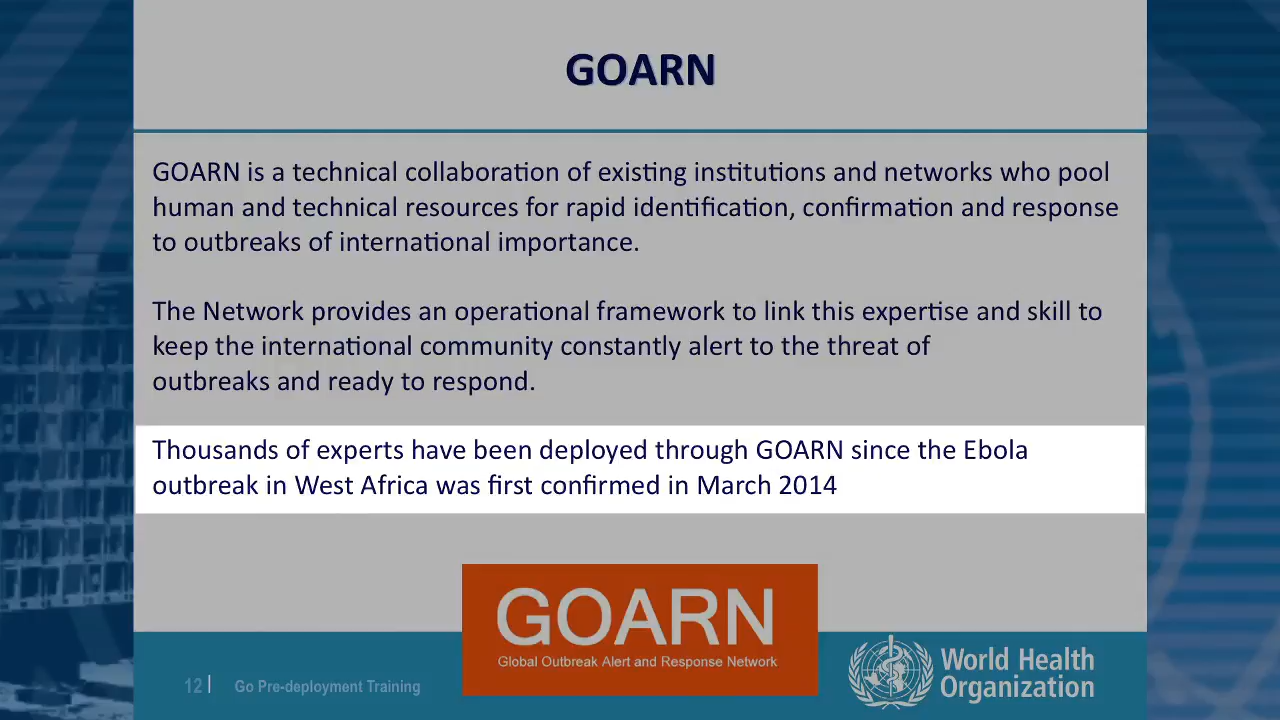 GOARN
GOARN is a technical collaboration of existing institutions and networks who pool
human and technical resources for rapid identification, confirmation and response
to outbreaks of international importance.
The Network provides an operational framework to link this expertise and skill to
keep the international community constantly alert to the threat of
outbreaks and ready to respond.
Thousands of experts have been deployed through GOARN since the Ebola
outbreak in West Africa was first confirmed in March 2014
GOARN
Global Outbreak Alert and Response Network
12 | Go Pre-deployment Training
World Health
Organization